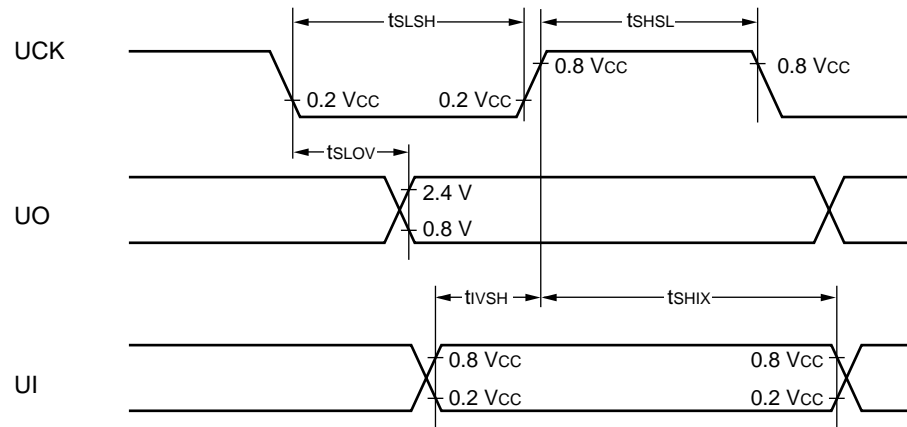 tSLSH
tSHSL
UCK
0.8 VCC
0.8 VCC
0.2 VCC
0.2 VCC
tSLOV
2.4 V
UO
0.8 V
tIVSH
tSHIX
0.8 VCC
0.8 VCC
UI
0.2 VCC
0.2 VCC